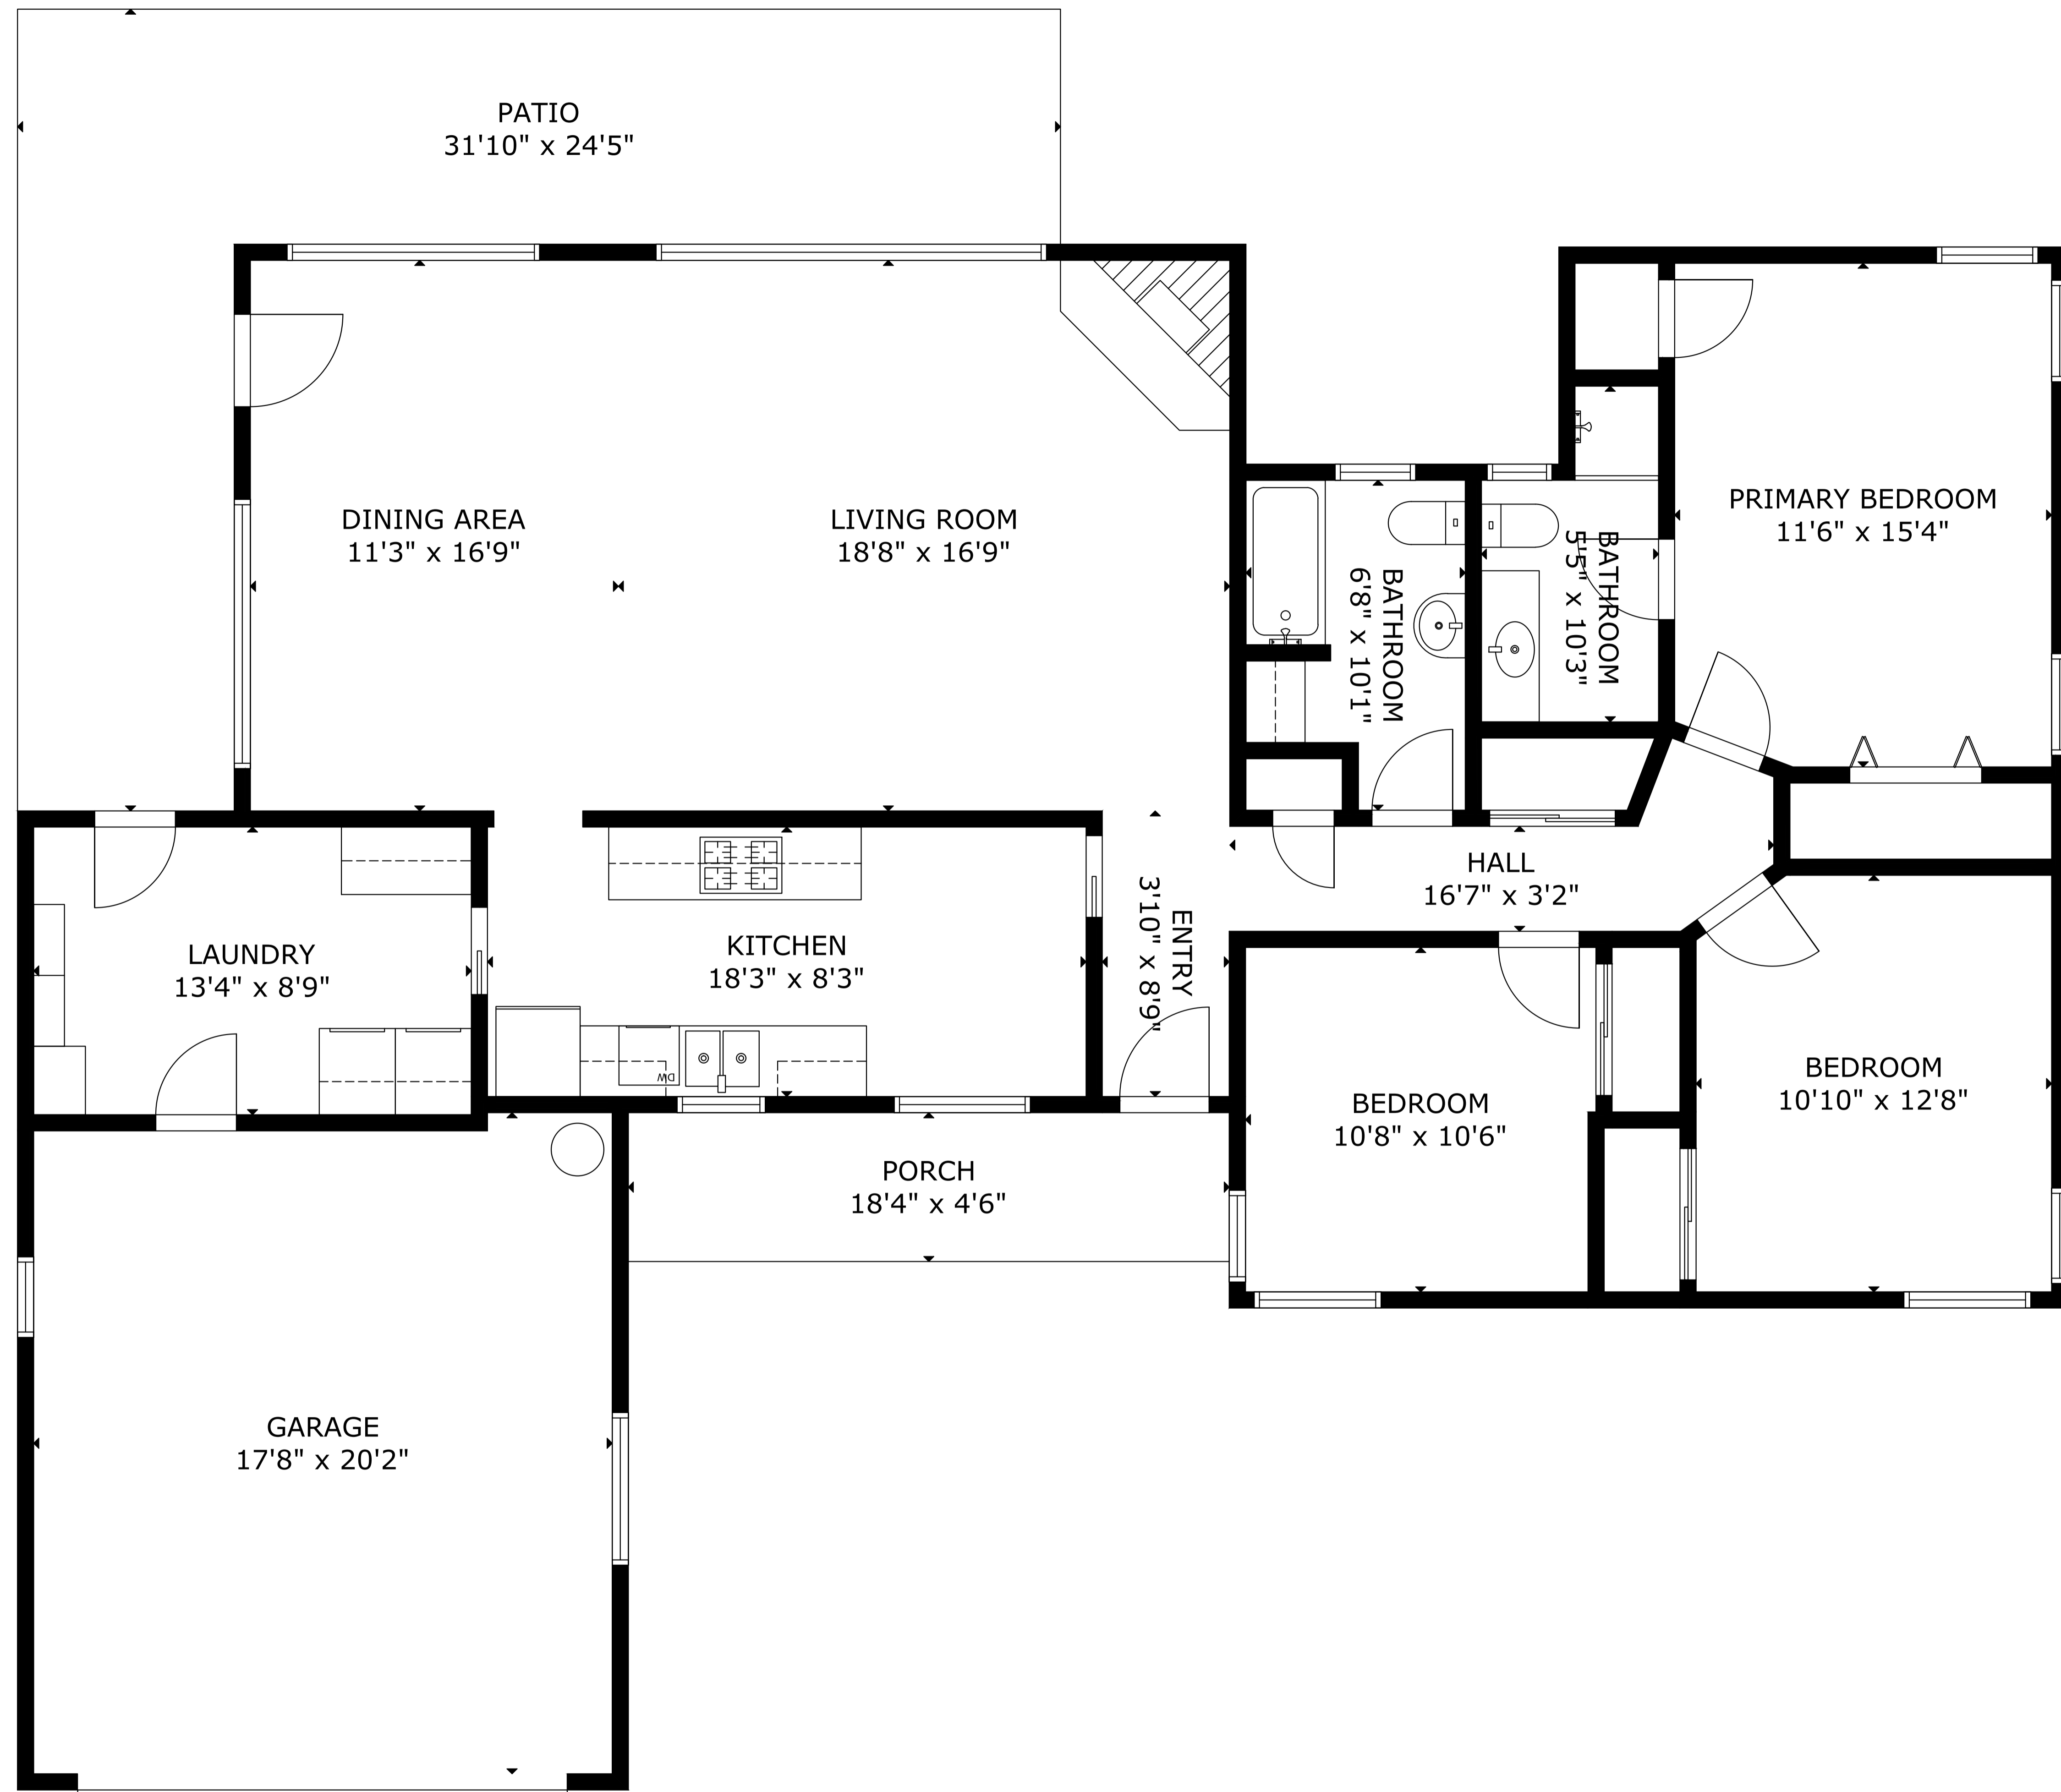 PATIO
31'10" x 24'5"
DINING AREA
11'3" x 16'9"
LIVING ROOM
18'8" x 16'9"
BATHROOM
6'8" x 10'1"
BATHROOM
5'5" x 10'3"
PRIMARY BEDROOM
11'6" x 15'4"
HALL
16'7" x 3'2"
LAUNDRY
13'4" x 8'9"
KITCHEN
18'3" x 8'3"
DW
ENTRY
3'10" x 8'9"
BEDROOM
10'8" x 10'6"
BEDROOM
10'10" x 12'8"
PORCH
18'4" x 4'6"
GARAGE
17'8" x 20'2"